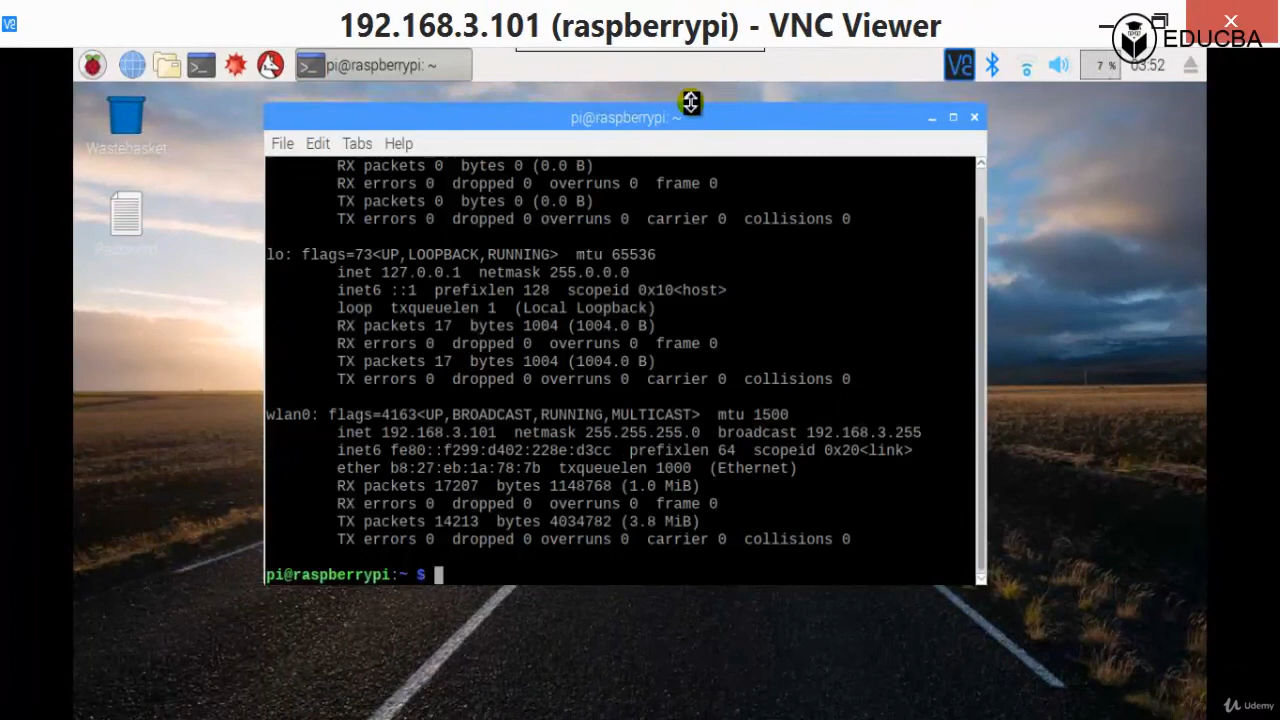 192.168.3.101 (raspberrypi) - VNC Viewer
EDUCBA
pi@raspberrypi: ~
7 %
03:52
pi@raspberrypi: ~
Wastebasket
File Edit Tabs Help
RX packets 0 bytes 0 (0.0 B)
RX errors 0 dropped 0 overruns 0 frame 0
TX packets 0 bytes 0 (0.0 B)
TX errors 0 dropped 0 overruns 0 carrier 0 collisions 0
lo: flags=73<UP,LOOPBACK,RUNNING> mtu 65536
inet 127.0.0.1 netmask 255.0.0.0
inet6 ::1 prefixlen 128 scopeid 0x10<host>
loop txqueuelen 1 (Local Loopback)
RX packets 17 bytes 1004 (1004.0 B)
RX errors 0 dropped 0 overruns 0 frame 0
TX packets 17 bytes 1004 (1004.0 B)
TX errors 0 dropped 0 overruns 0 carrier 0 collisions 0
wlan0: flags=4163<UP,BROADCAST,RUNNING,MULTICAST> mtu 1500
inet 192.168.3.101 netmask 255.255.255.0 broadcast 192.168.3.255
inet6 fe80::f299:d402:228e:d3cc prefixlen 64 scopeid 0x20<link>
ether b8:27:eb:1a:78:7b txqueuelen 1000 (Ethernet)
RX packets 17207 bytes 1148768 (1.0 MiB)
RX errors 0 dropped 0 overruns 0 frame 0
TX packets 14213 bytes 4034782 (3.8 MiB)
TX errors 0 dropped 0 overruns 0 carrier 0 collisions 0
pi@raspberrypi:~ $
Udemy